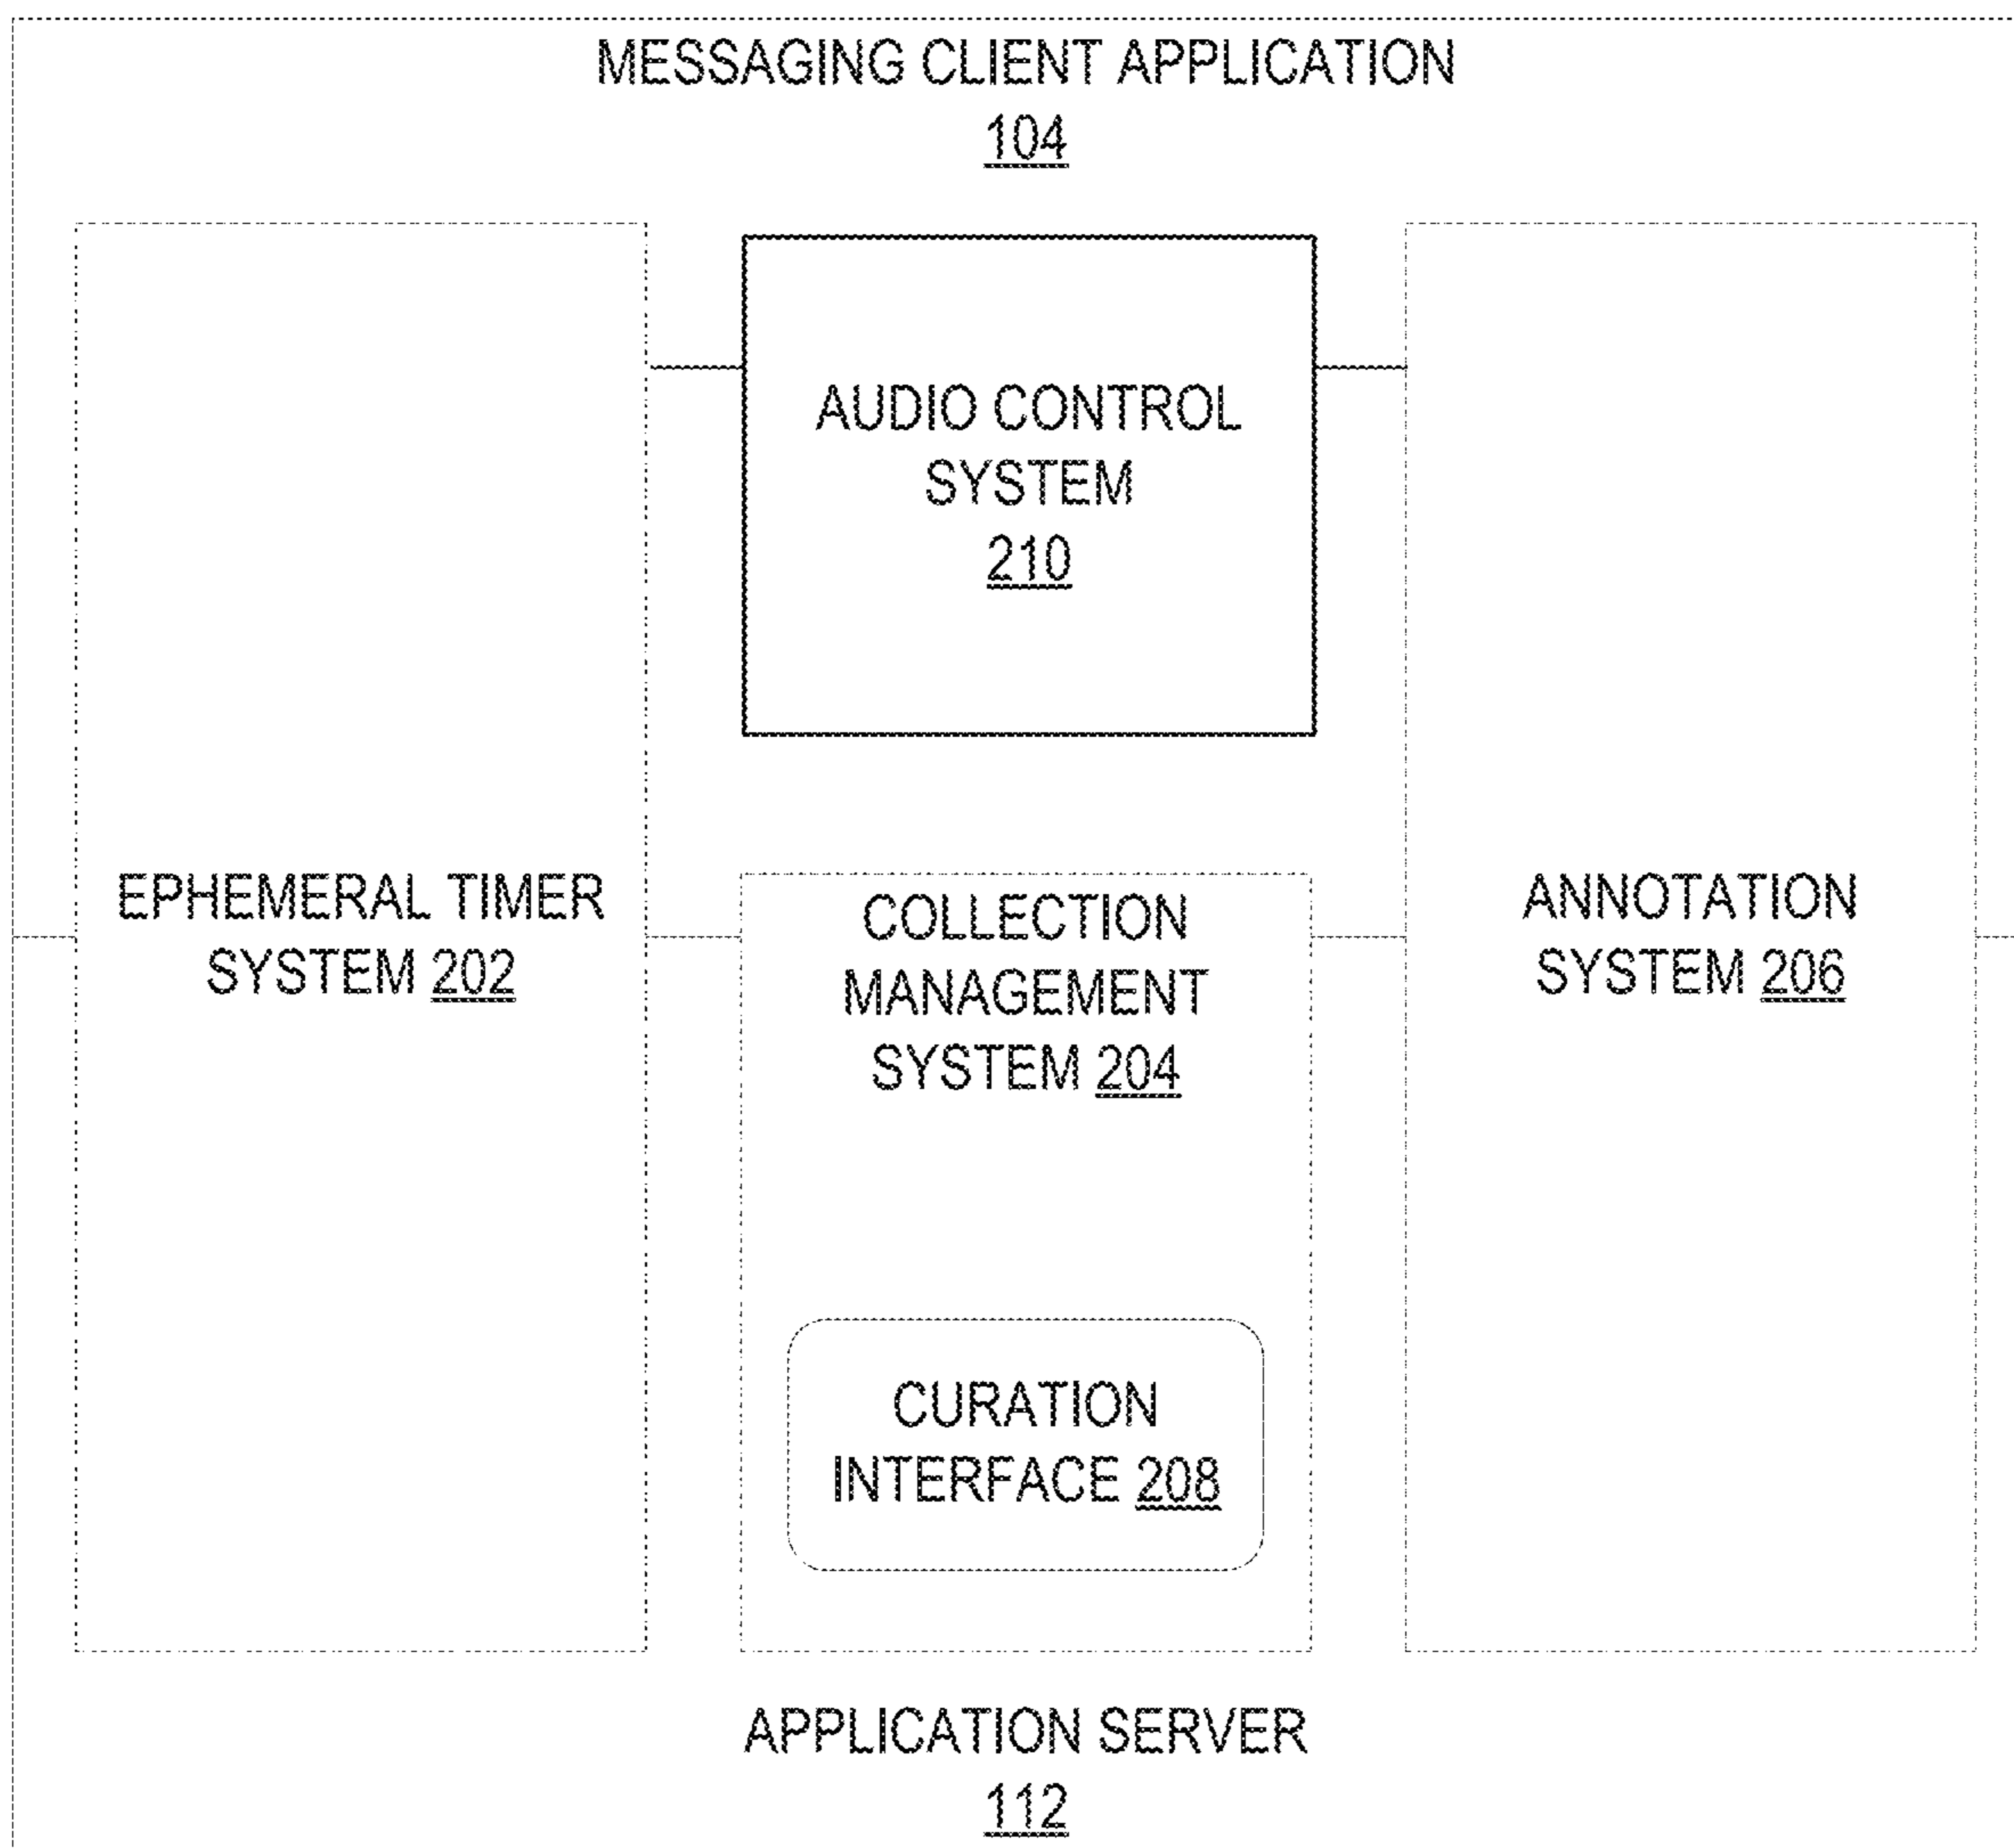 MESSAGING CLIENT APPLICATION
104
AUDIO CONTROL
SYSTEM
210
EPHEMERAL TIMER
SYSTEM 202
COLLECTION
MANAGEMENT
SYSTEM 204
ANNOTATION
SYSTEM 206
CURATION
INTERFACE 208
APPLICATION SERVER
112